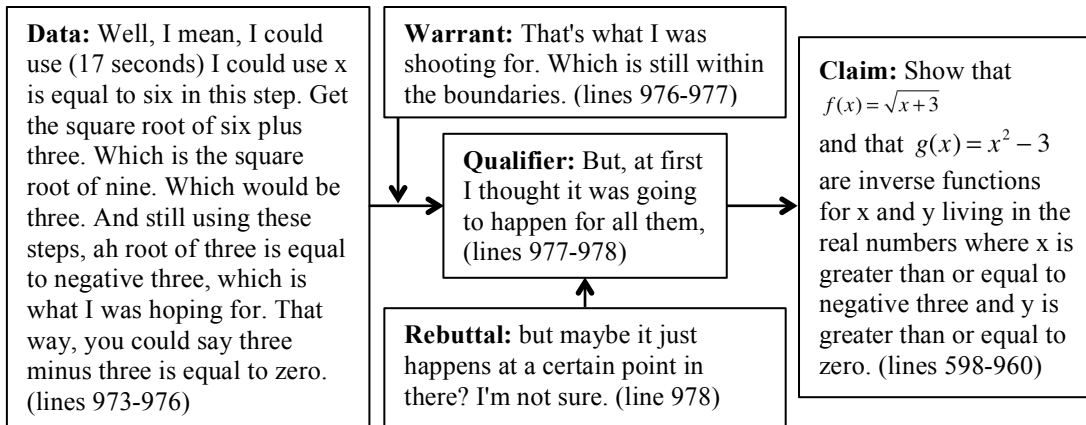 Data: Well, I mean, I could
use (17 seconds) I could use x
is equal to six in this step. Get
the square root of six plus
three. Which is the square
root of nine. Which would be
three. And still using these
steps, ah root of three is equal
to negative three, which is
what I was hoping for. That
way, you could say three
minus three is equal to zero.
(lines 973-976)
Warrant: That's what I was
shooting for. Which is still within
the boundaries. (lines 976-977)
Qualifier: But, at first
I thought it was going
to happen for all them,
(lines 977-978)
Rebuttal: but maybe it just
happens at a certain point in
there? I'm not sure. (line 978)
Claim: Show that
f(x) = √(x+3)
and that g(x) = x² − 3
are inverse functions
for x and y living in the
real numbers where x is
greater than or equal to
negative three and y is
greater than or equal to
zero. (lines 598-960)